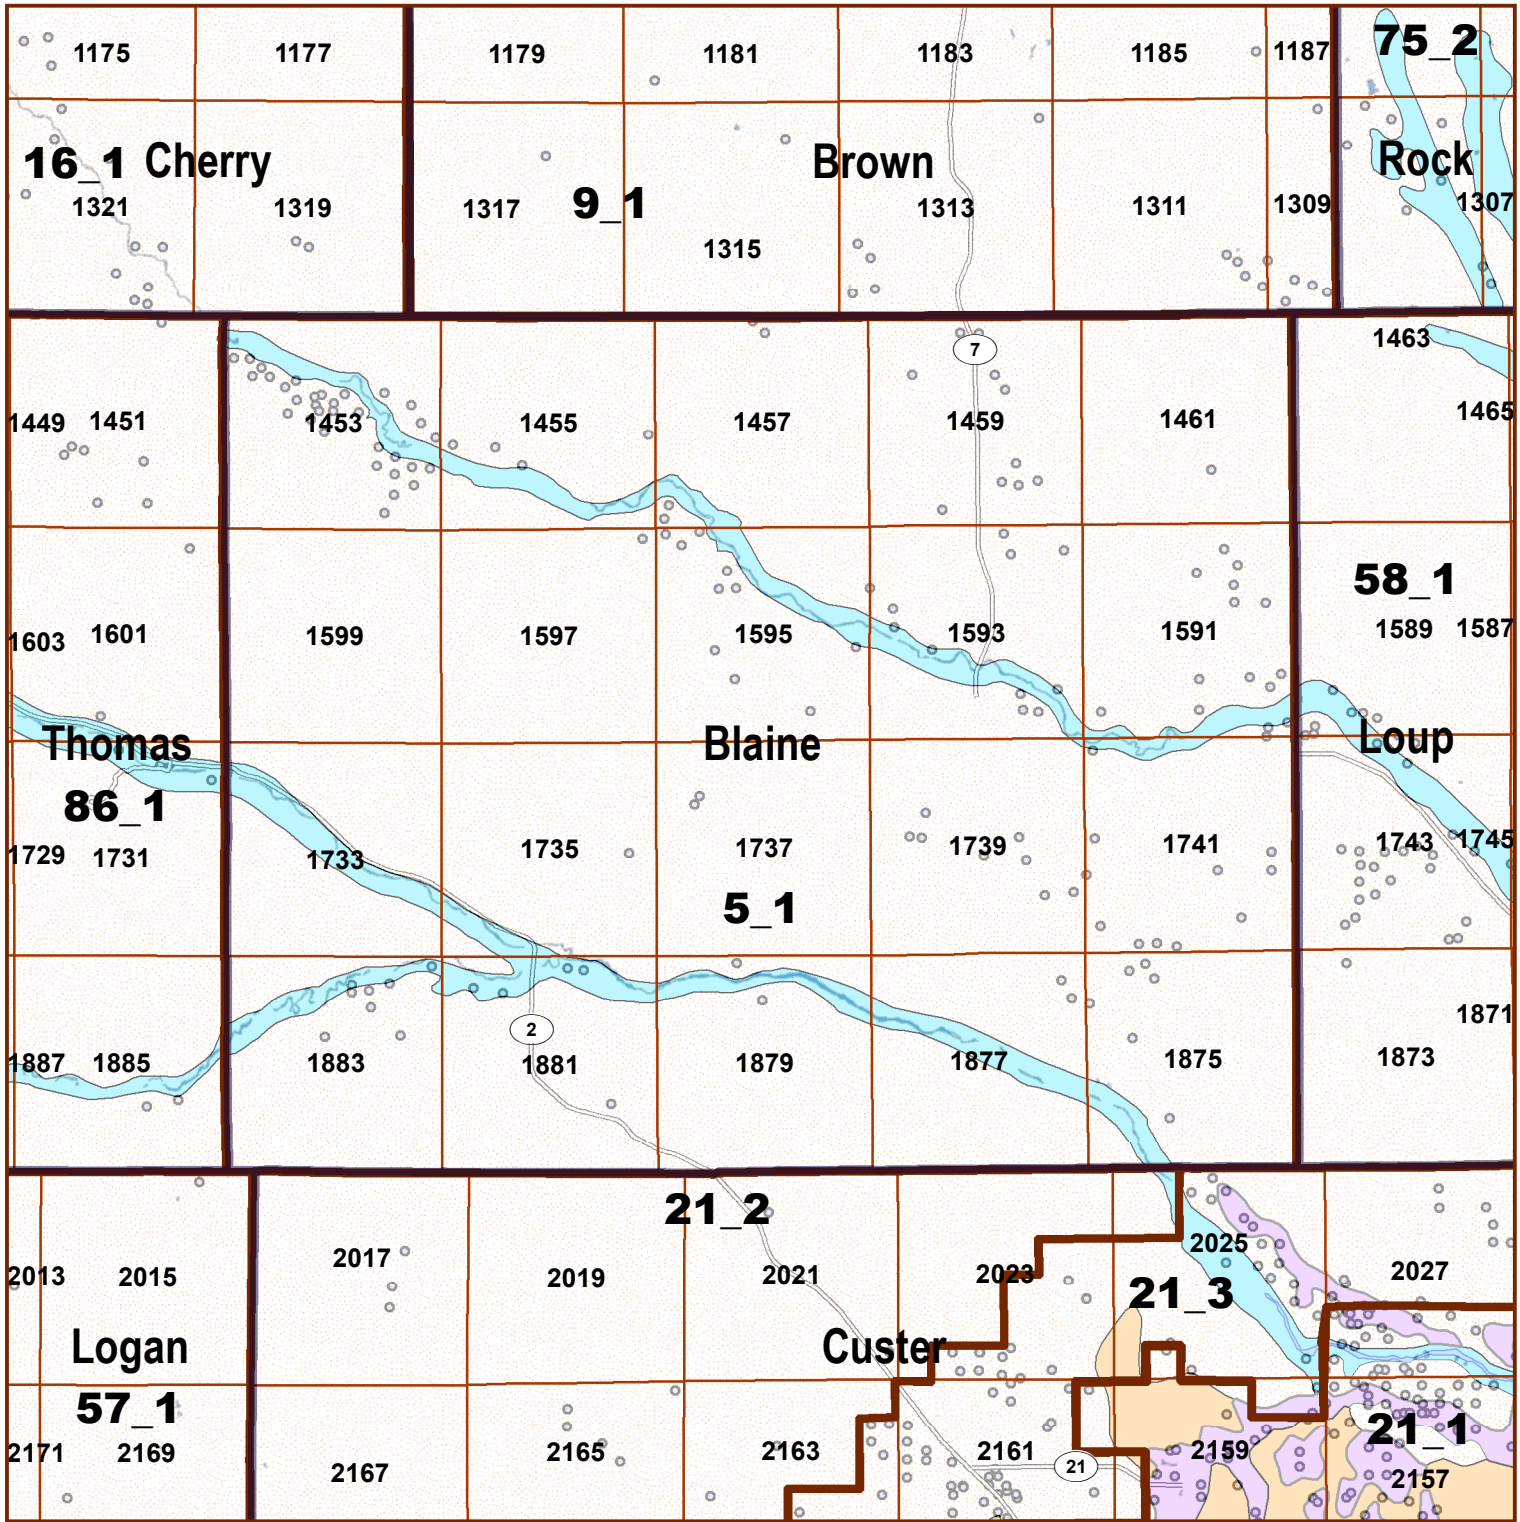 1175 1177 1179 1181 1183 1185 1187 75_2
16_1 Cherry Brown Rock
1321 1319 1317 9_1 1313 1311 1309 1307
1315
7 1463
1449 1451 1453 1455 1457 1459 1461 1465
58_1
1603 1601 1599 1597 1595 1593 1591 1589 1587
Thomas Blaine Loup
86_1
1729 1731 1733 1735 1737 1739 1741 1743 1745
5_1
1871
2
1887 1885 1883 1881 1879 1877 1875 1873
21_2
2017 2025
2013 2015 2019 2021 2023 21_3 2027
Logan Custer
57_1 21_1
2171 2169 2165 2163 2161 2159
21
2167 2157